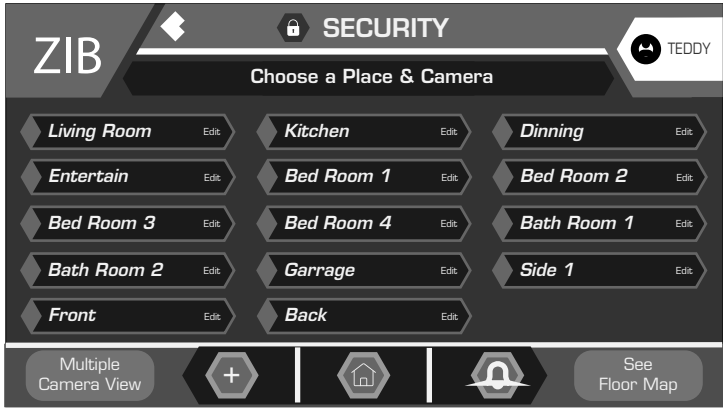 ZIB
SECURITY
TEDDY
Choose a Place & Camera
Living Room Edit
Kitchen Edit
Dinning Edit
Entertain Edit
Bed Room 1 Edit
Bed Room 2 Edit
Bed Room 3 Edit
Bed Room 4 Edit
Bath Room 1 Edit
Bath Room 2 Edit
Garrage Edit
Side 1 Edit
Front Edit
Back Edit
Multiple
Camera View
+
See
Floor Map